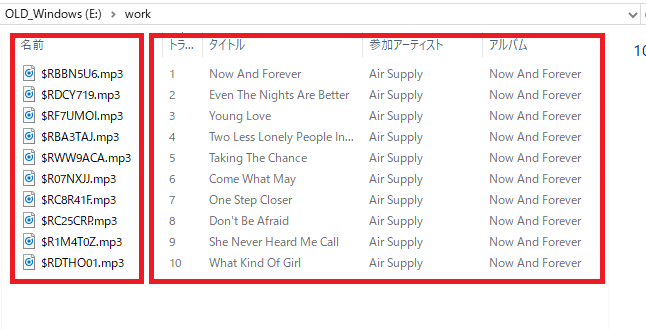 OLD_Windows (E:) > work
10
名前 トラ... タイトル 参加アーティスト アルバム
$RBBN5U6.mp3 1 Now And Forever Air Supply Now And Forever
$RDCY719.mp3 2 Even The Nights Are Better Air Supply Now And Forever
$RF7UMOI.mp3 3 Young Love Air Supply Now And Forever
$RBA3TAJ.mp3 4 Two Less Lonely People In... Air Supply Now And Forever
$RWW9ACA.mp3 5 Taking The Chance Air Supply Now And Forever
$R07NXJJ.mp3 6 Come What May Air Supply Now And Forever
$RC8R41F.mp3 7 One Step Closer Air Supply Now And Forever
$RC25CRP.mp3 8 Don't Be Afraid Air Supply Now And Forever
$R1M4T0Z.mp3 9 She Never Heard Me Call Air Supply Now And Forever
$RDTHO01.mp3 10 What Kind Of Girl Air Supply Now And Forever